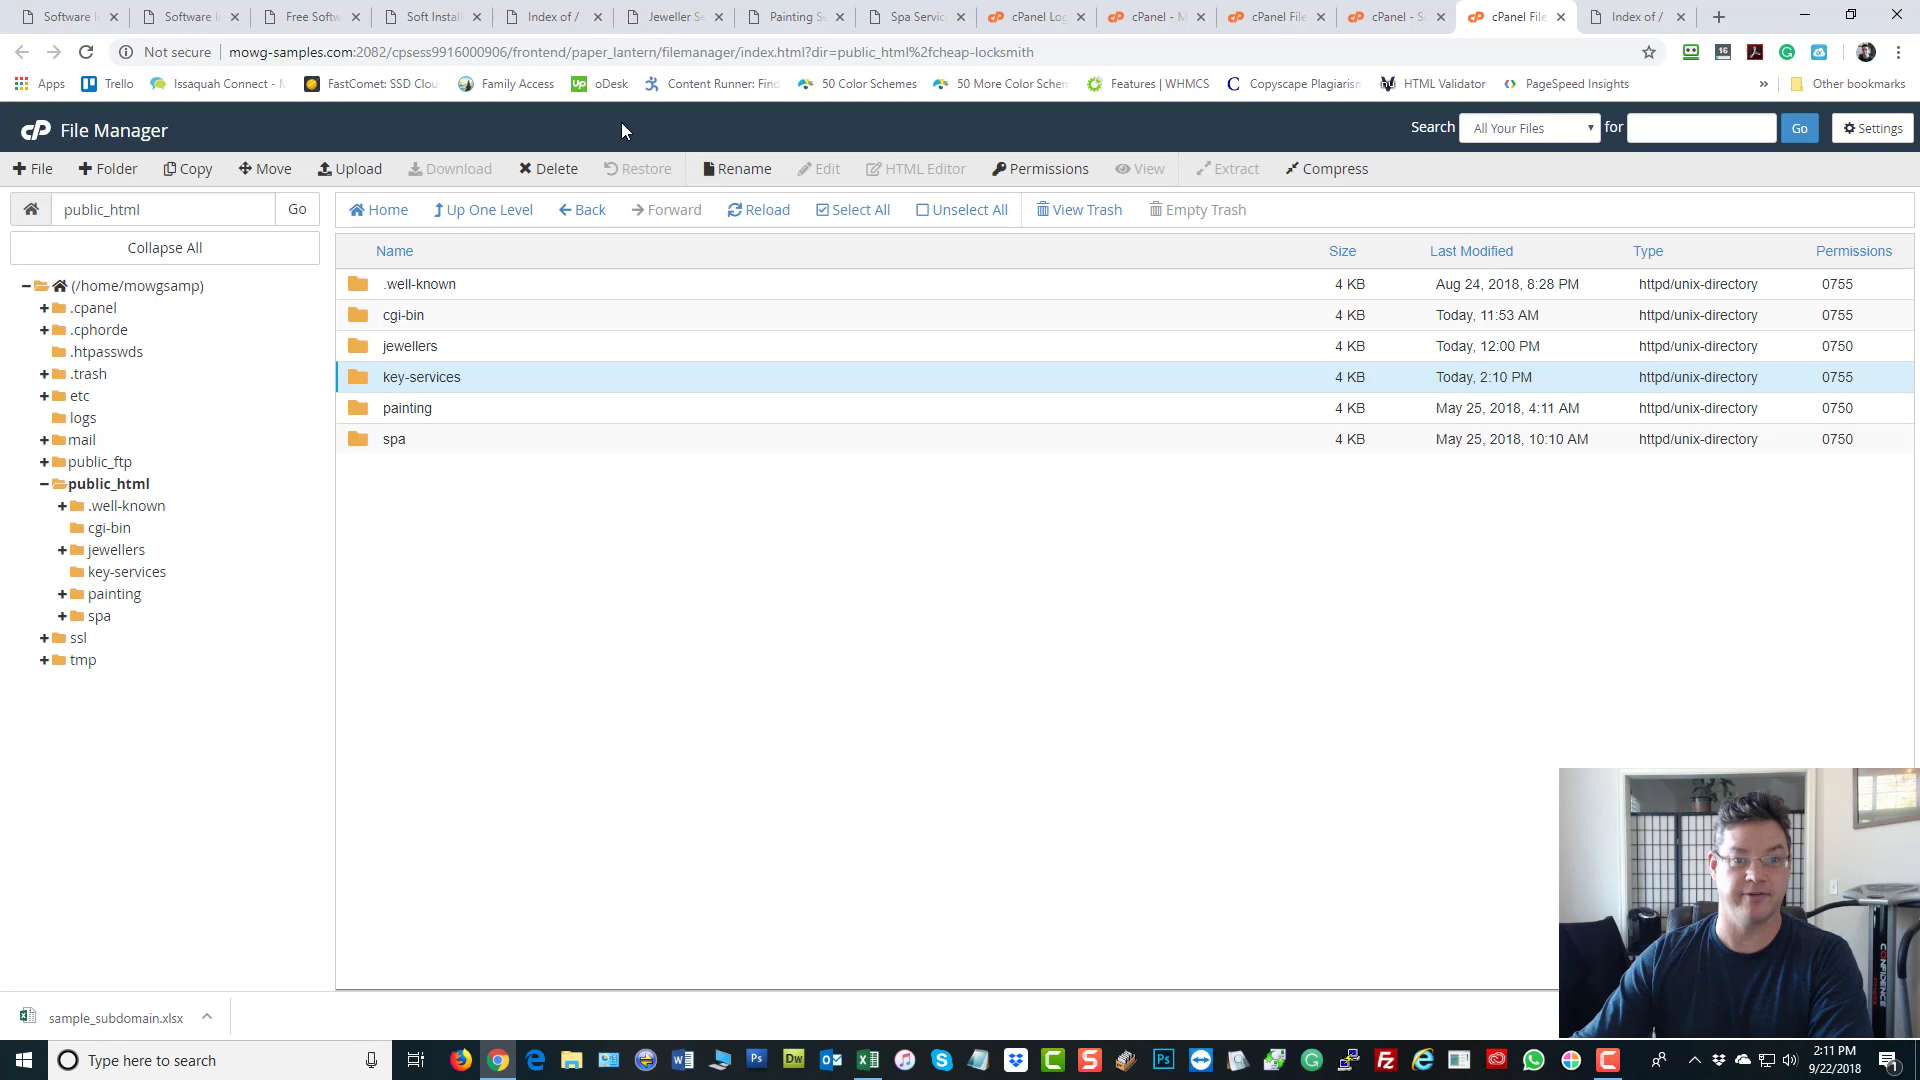 Software I
Software I
Free Softw
Soft Install
Index of /
Jeweller Se
Painting Se
Spa Servic
cPanel Log
cPanel - M
cPanel File
cPanel - S
cPanel File
Index of /
Not secure
mowg-samples.com:2082/cpsess9916000906/frontend/paper_lantern/filemanager/index.html?dir=public_html%2fcheap-locksmith
Apps
Trello
Issaquah Connect -
FastComet: SSD Clou
Family Access
oDesk
Content Runner: Find
50 Color Schemes
50 More Color Schem
Features | WHMCS
Copyscape Plagiarism
HTML Validator
PageSpeed Insights
»
Other bookmarks
cP File Manager
Search
All Your Files
for
Go
Settings
File
Folder
Copy
Move
Upload
Download
Delete
Restore
Rename
Edit
HTML Editor
Permissions
View
Extract
Compress
public_html
Go
Home
Up One Level
Back
Forward
Reload
Select All
Unselect All
View Trash
Empty Trash
Collapse All
Name Size Last Modified Type Permissions
.well-known 4 KB Aug 24, 2018, 8:28 PM httpd/unix-directory 0755
cgi-bin 4 KB Today, 11:53 AM httpd/unix-directory 0755
jewellers 4 KB Today, 12:00 PM httpd/unix-directory 0750
key-services 4 KB Today, 2:10 PM httpd/unix-directory 0755
painting 4 KB May 25, 2018, 4:11 AM httpd/unix-directory 0750
spa 4 KB May 25, 2018, 10:10 AM httpd/unix-directory 0750
(/home/mowgsamp)
.cpanel
.cphorde
.htpasswds
.trash
etc
logs
mail
public_ftp
public_html
.well-known
cgi-bin
jewellers
key-services
painting
spa
ssl
tmp
CONFIDENCE
sample_subdomain.xlsx
Type here to search
2:11 PM
9/22/2018